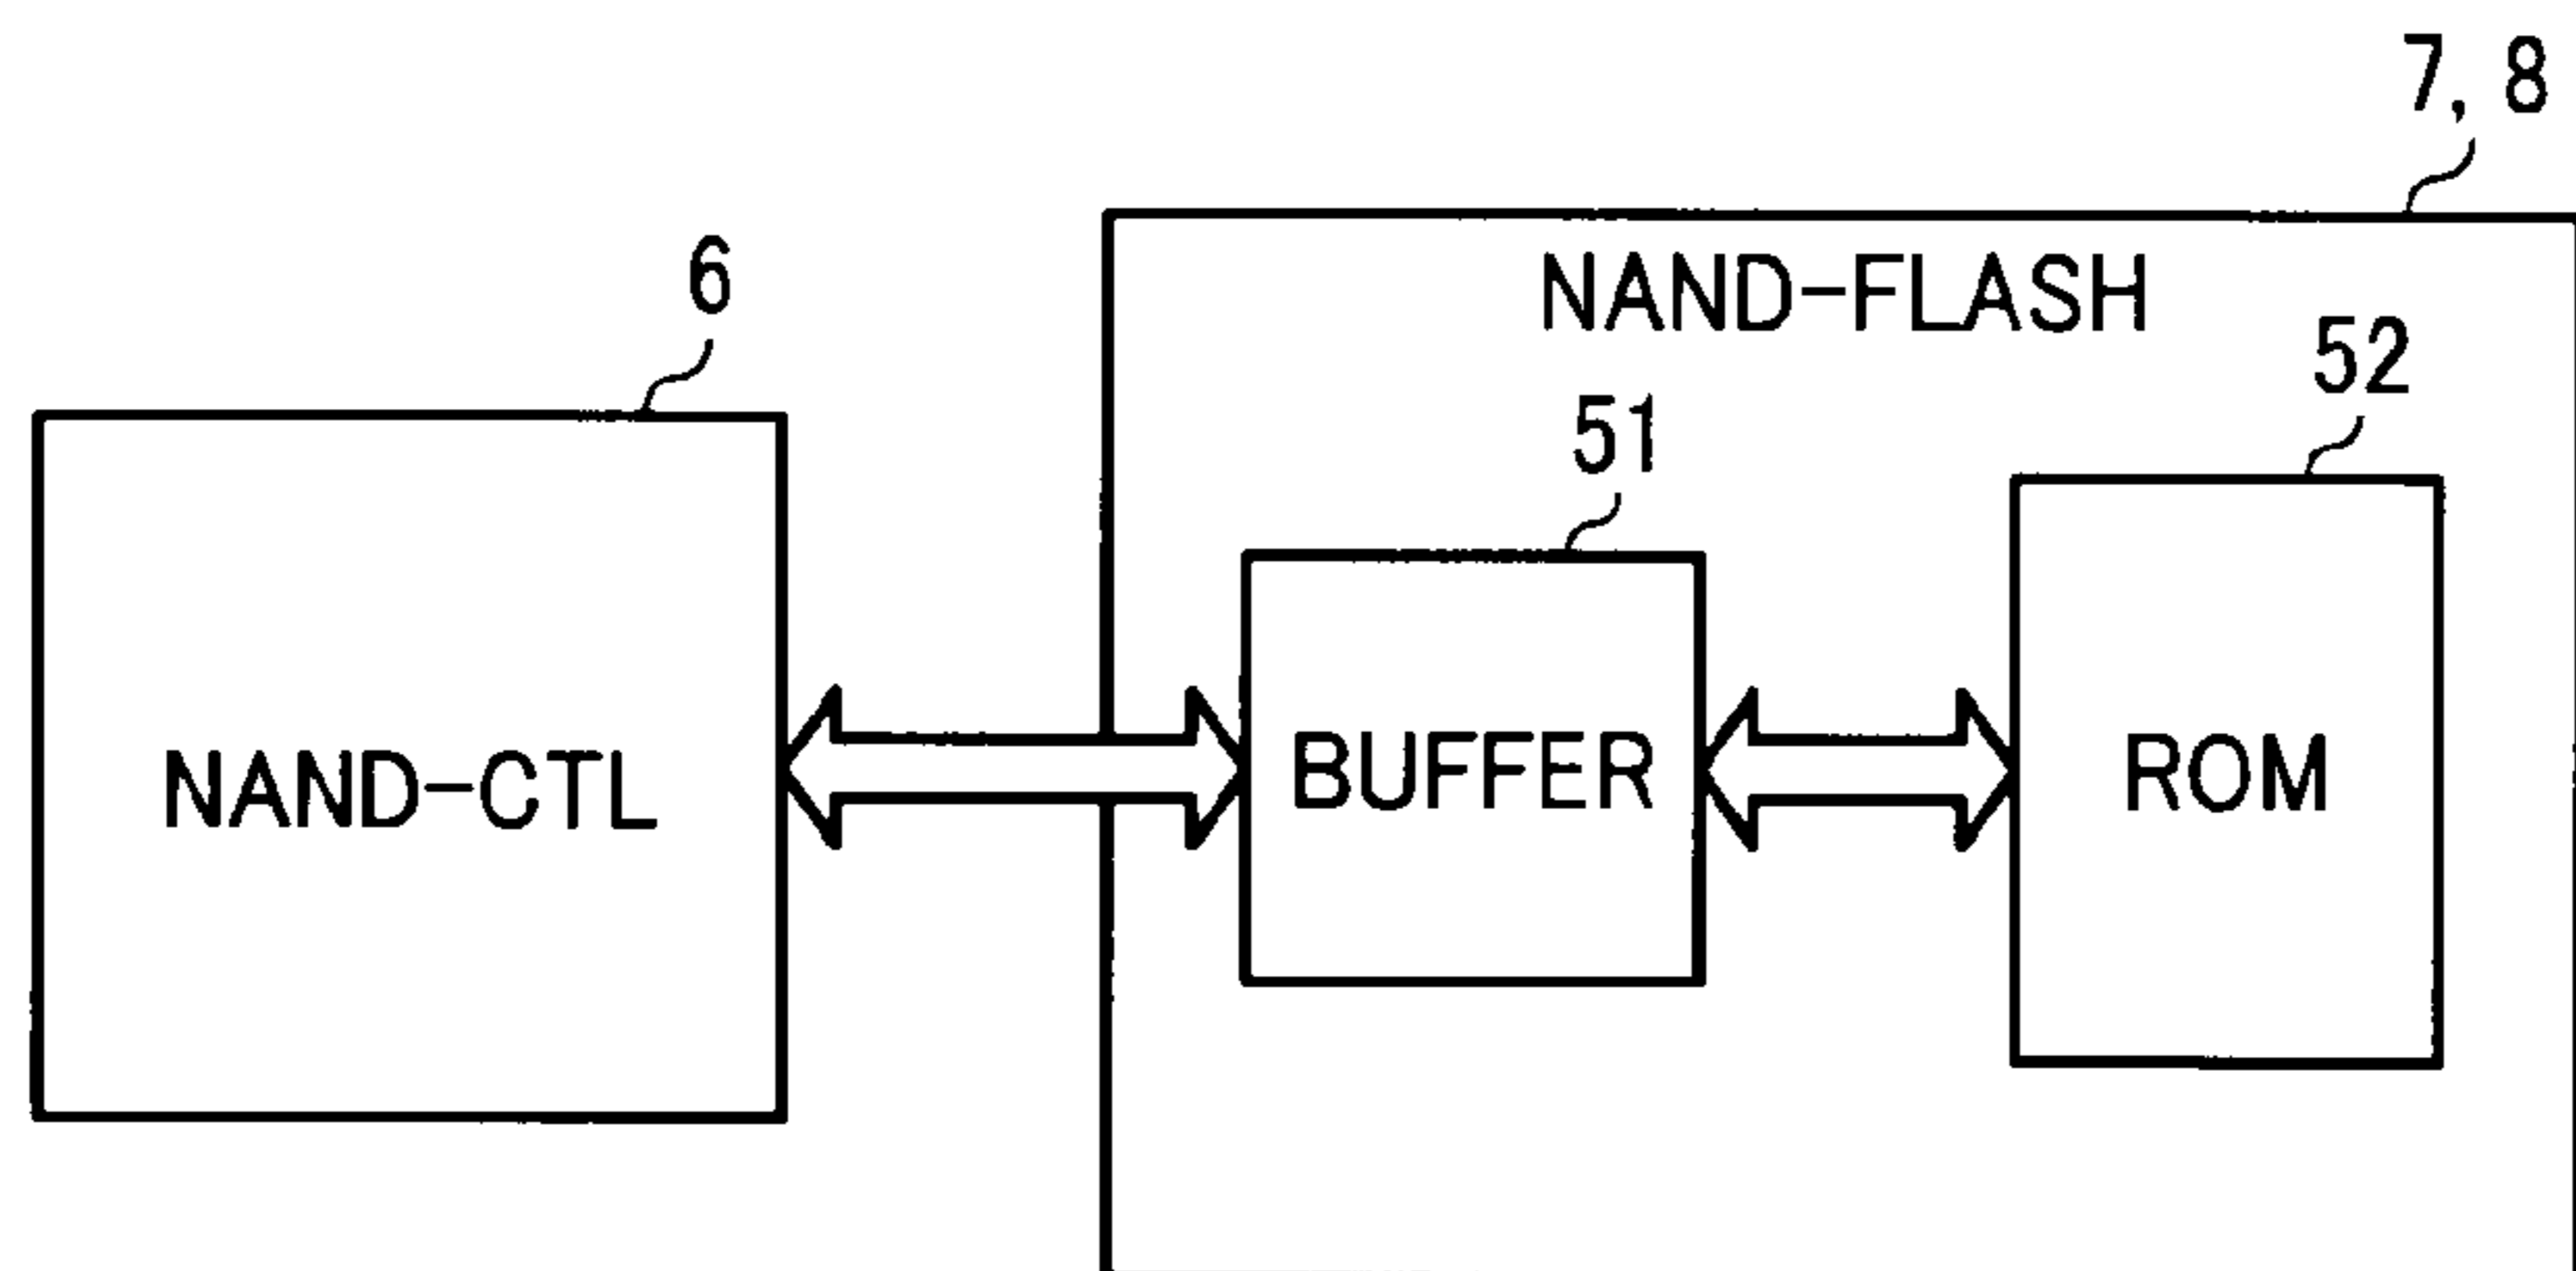 7, 8
NAND-FLASH
6
52
51
NAND-CTL
BUFFER
ROM